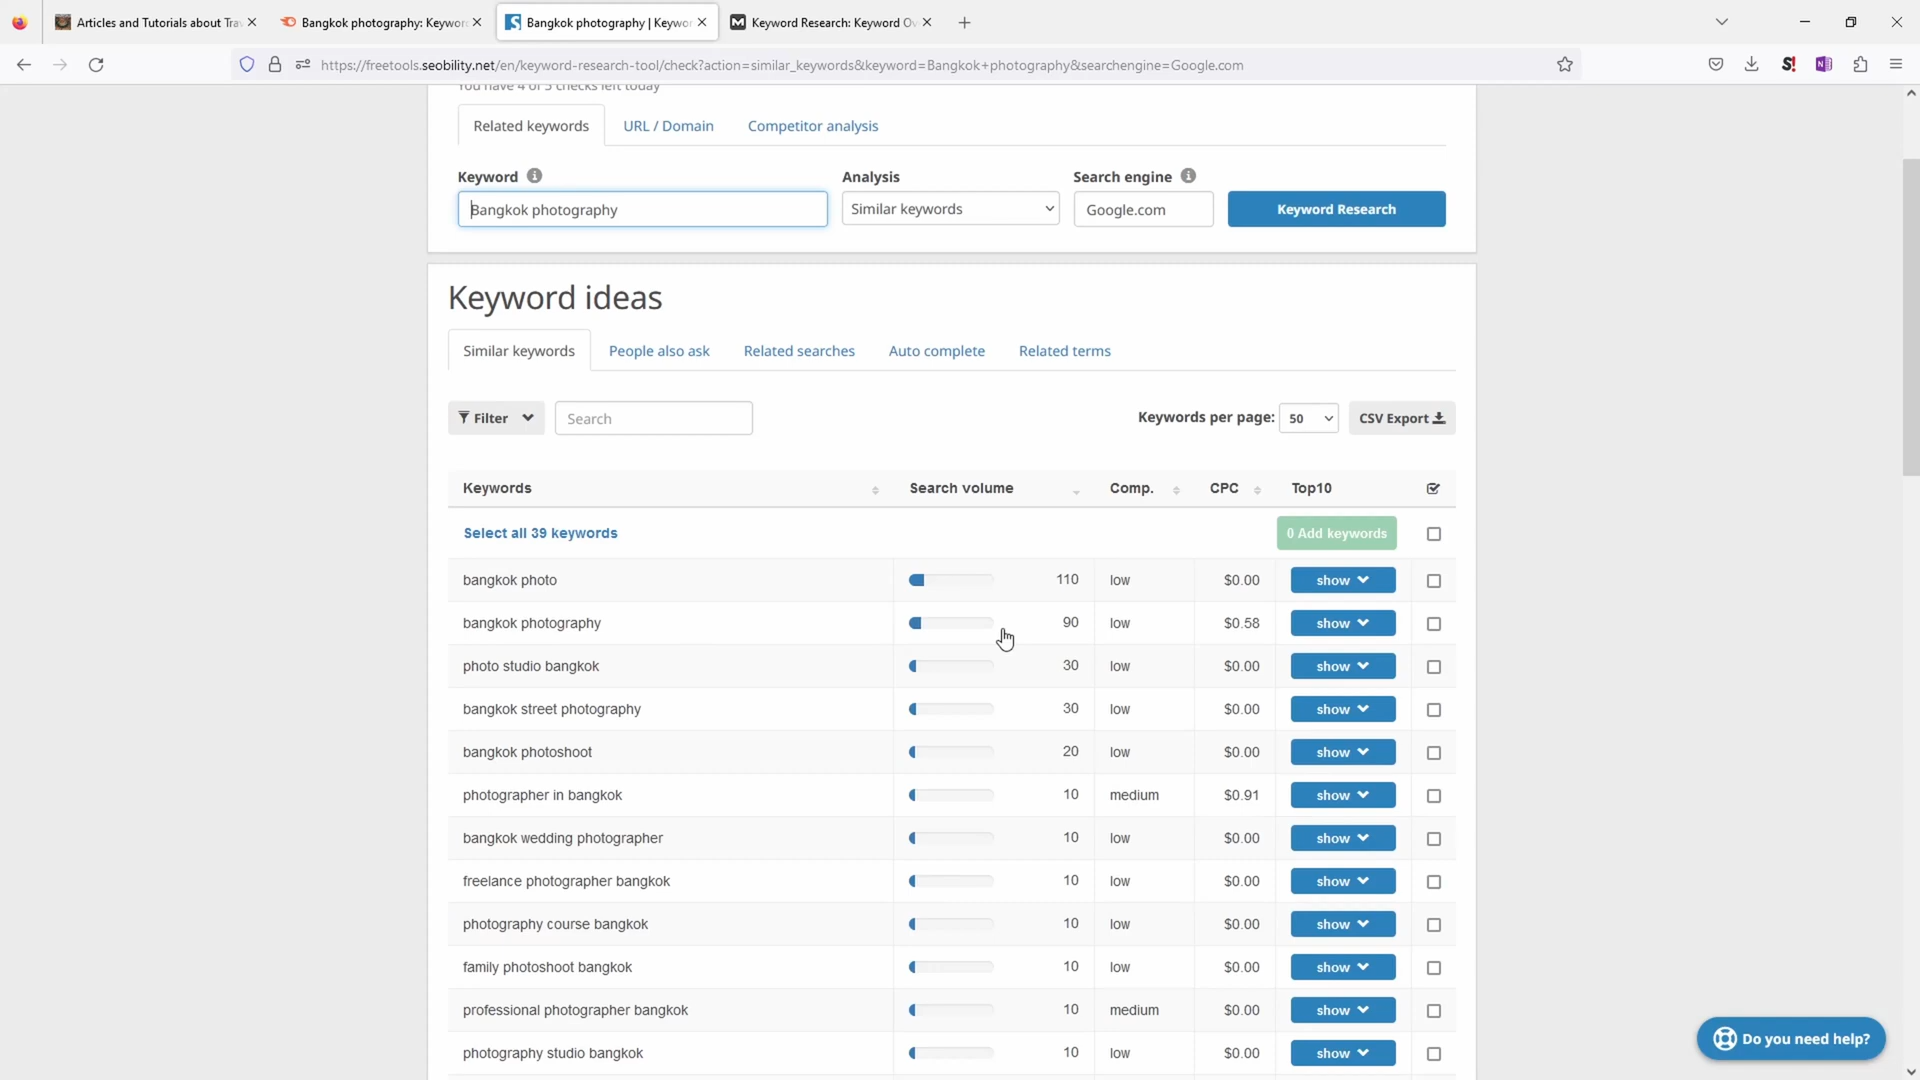 Articles and Tutorials about Tra
Bangkok photography: Keywor
Bangkok photography | Keywo
Keyword Research: Keyword Ov
https://freetools.seobility.net/en/keyword-research-tool/check?action=similar_keywords&keyword=Bangkok+photography&searchengine=Google.com
You have 4 of 5 checks left today
Related keywords URL / Domain Competitor analysis
Keyword Analysis Search engine
Bangkok photography Similar keywords Google.com Keyword Research
Keyword ideas
Similar keywords People also ask Related searches Auto complete Related terms
Filter Search Keywords per page: 50 CSV Export
Keywords Search volume Comp. CPC Top10
Select all 39 keywords 0 Add keywords
bangkok photo 110 low $0.00 show
bangkok photography 90 low $0.58 show
photo studio bangkok 30 low $0.00 show
bangkok street photography 30 low $0.00 show
bangkok photoshoot 20 low $0.00 show
photographer in bangkok 10 medium $0.91 show
bangkok wedding photographer 10 low $0.00 show
freelance photographer bangkok 10 low $0.00 show
photography course bangkok 10 low $0.00 show
family photoshoot bangkok 10 low $0.00 show
professional photographer bangkok 10 medium $0.00 show
photography studio bangkok 10 low $0.00 show
Do you need help?